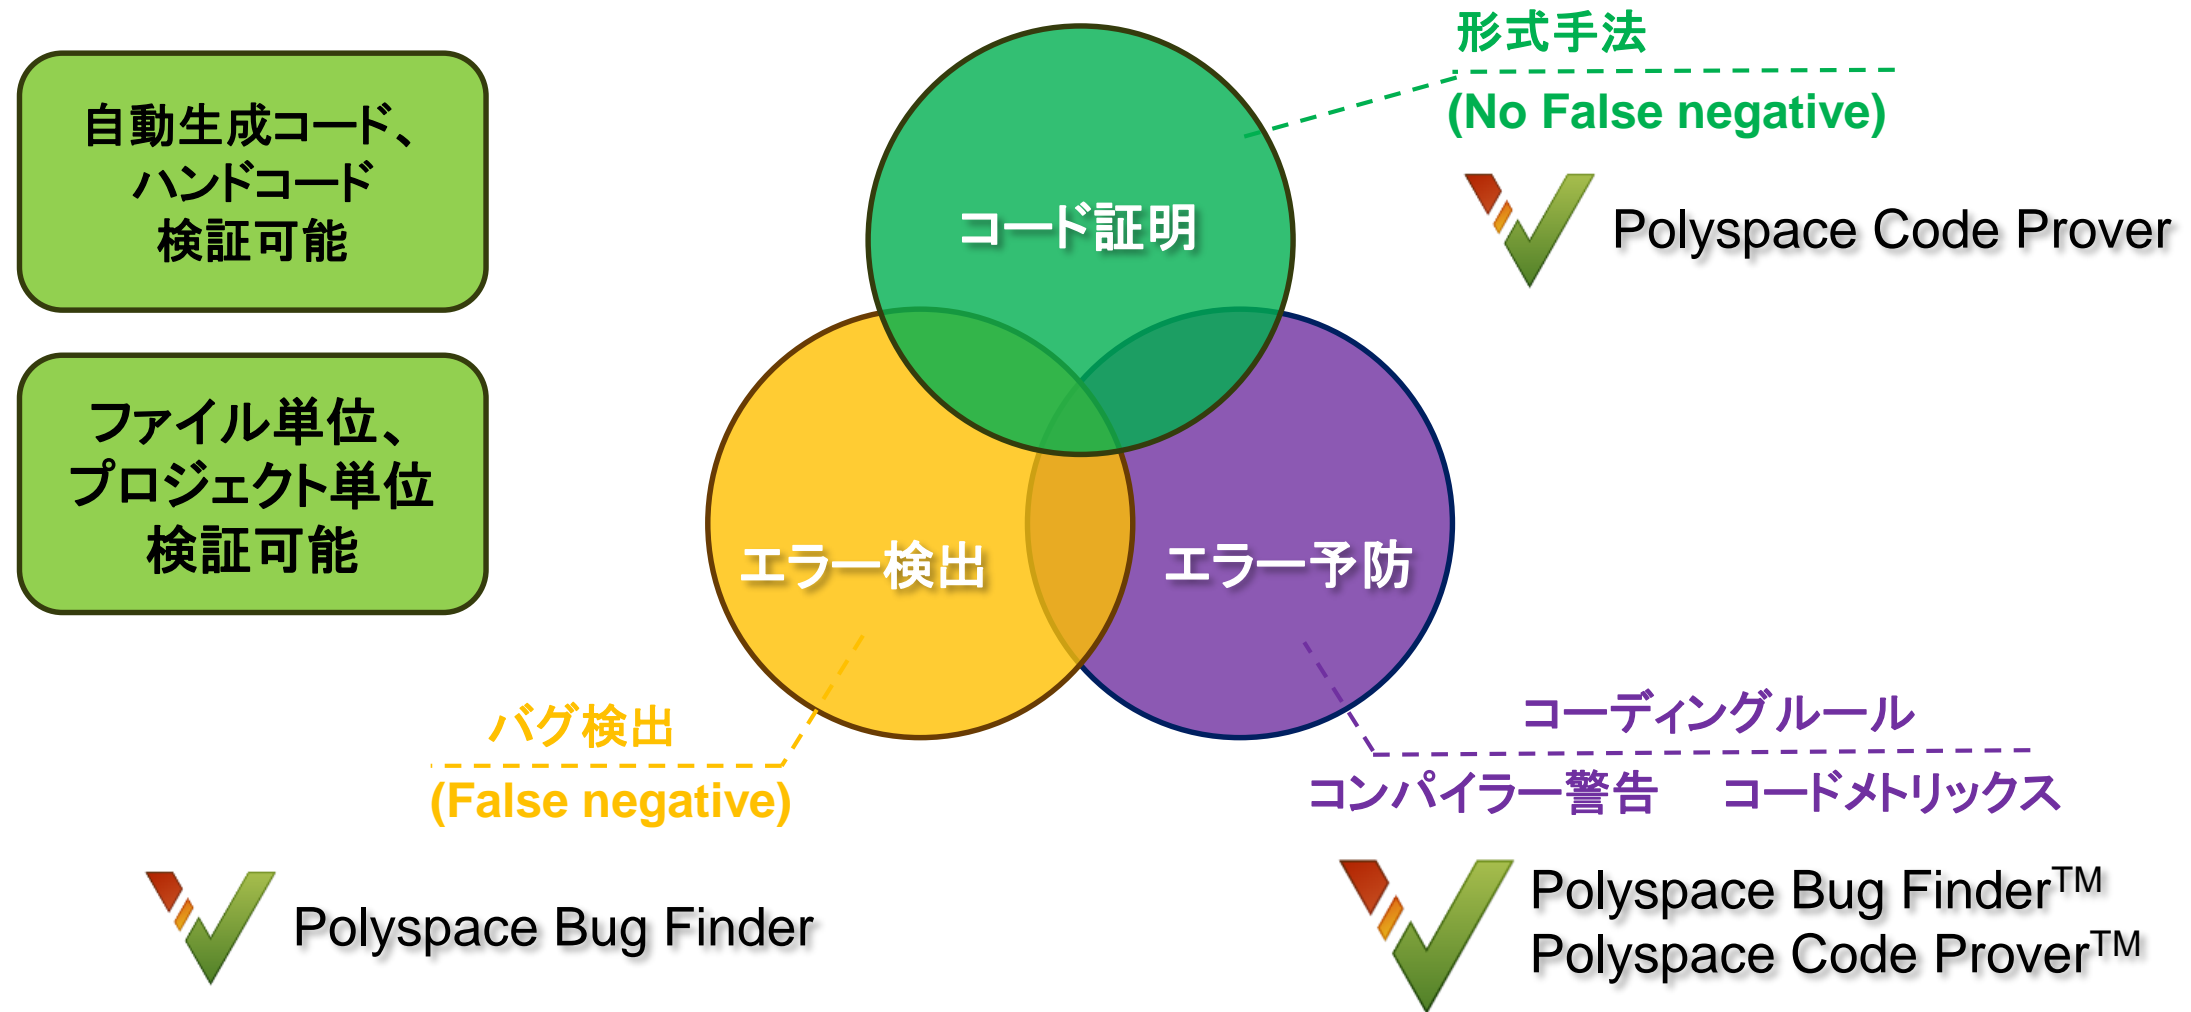 自動生成コード、
ハンドコード
検証可能
ファイル単位、
プロジェクト単位
検証可能
形式手法
(No False negative)
Polyspace Code Prover
コード証明
エラー検出
エラー予防
バグ検出
(False negative)
Polyspace Bug Finder
コーディングルール
コンパイラー警告 コードメトリックス
Polyspace Bug Finder™
Polyspace Code Prover™